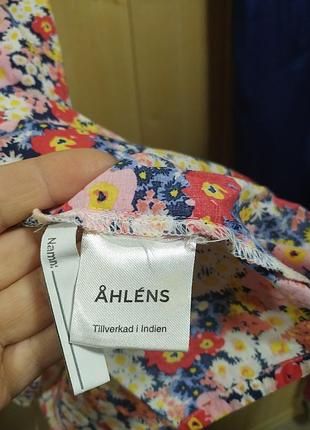 Namn:
ÅHLÉNS
Tillverkad i Indien